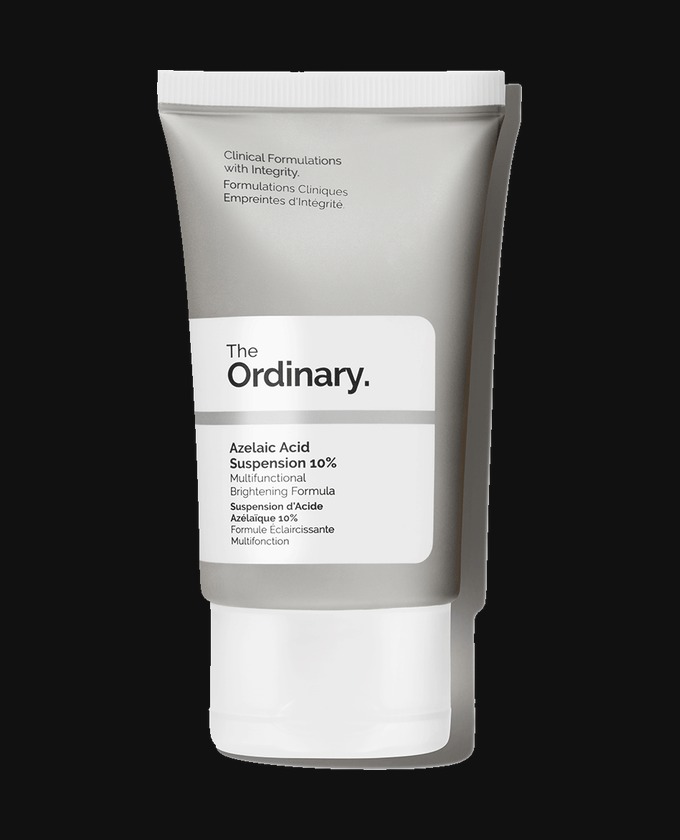 Clinical Formulations
with Integrity.
Formulations Cliniques
Empreintes d'Intégrité.
The
Ordinary.
Azelaic Acid
Suspension 10%
Multifunctional
Brightening Formula
Suspension d'Acide
Azélaïque 10%
Formule Éclaircissante
Multifonction